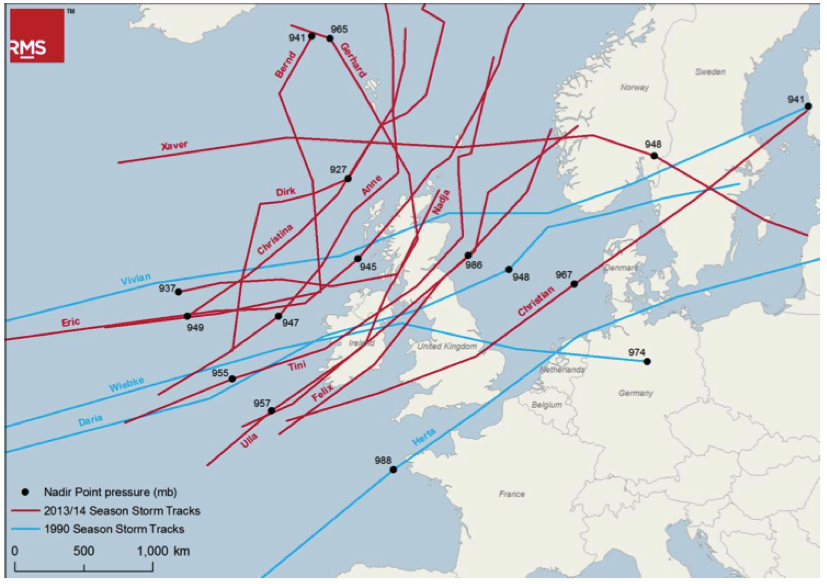 RMS
TM
965
941
Gerhard
Bernd
Norway
Sweden
941
Xaver
948
927
Dirk
Anne
Nadja
Christina
Vivian
945
986
937
948
967
Denmark
Christian
Eric
949
947
Ireland
United Kingdom
Tini
974
Wiebke
955
Netherlands
Germany
Daria
957
Felix
Belgium
Ulla
Herta
988
France
Nadir Point pressure (mb)
2013/14 Season Storm Tracks
1990 Season Storm Tracks
0 500 1,000 km